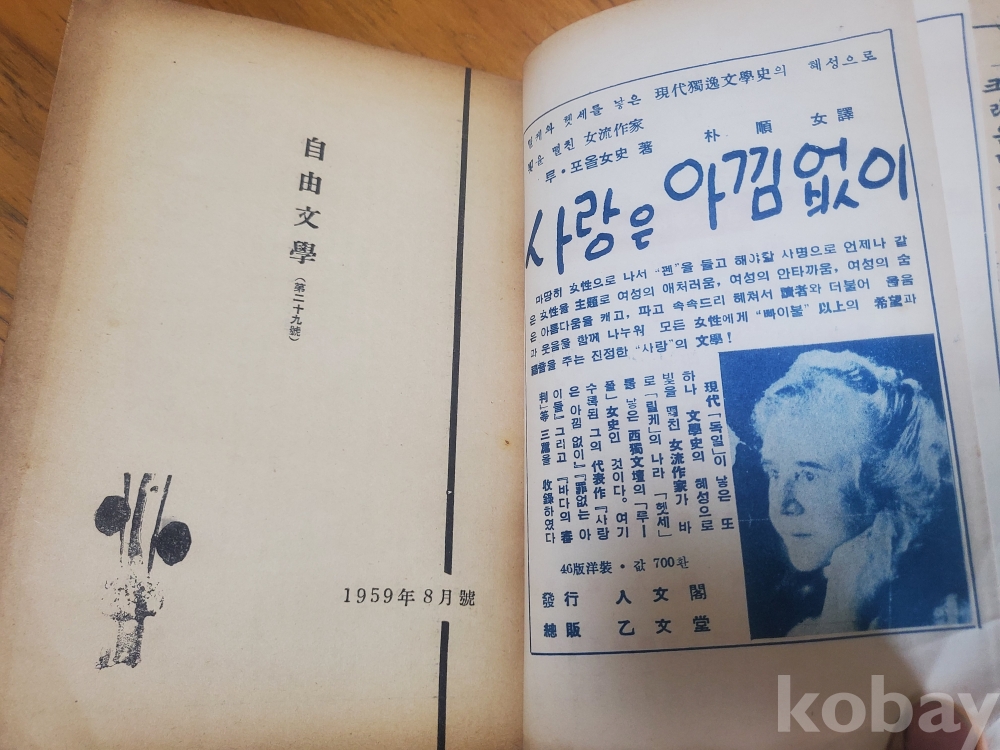 自由文學
(第二十九號)
1959年8月號
릴케와 헷세를 낳은 現代獨逸文學史의 혜성으로
빛을 떨친 女流作家
루·포올女史 著
朴順女譯
사랑은 아낌없이
마땅히 女性으로 나서 “펜”을 들고 해야할 사명으로 언제나 같
은 女性을 主題로 여성의 애처러움, 여성의 안타까움, 여성의 숨
은 아름다움을 캐고, 파고 속속드리 헤쳐서 讀者와 더불어 울음
과 웃음을 함께 나누워 모든 女性에게 “빠이블” 以上의 希望과
를 주는 진정한 “사랑”의 文學!
現代「독일」이 낳은 또
하나 文學史의 혜성으로
빛을 떨친 女流作家가 바
로「릴케」의 나라「헷세」
를 낳은 西獨文壇의「루ー
폴」女史인 것이다. 여기
수록된 그의 代表作『사랑
은 아낌 없이』『罪없는 아
이들』그리고『바다의 審
判』等 三篇을 收錄하였다
46版洋裝·값 700환
發行 人文閣
總販 乙文堂
kobay